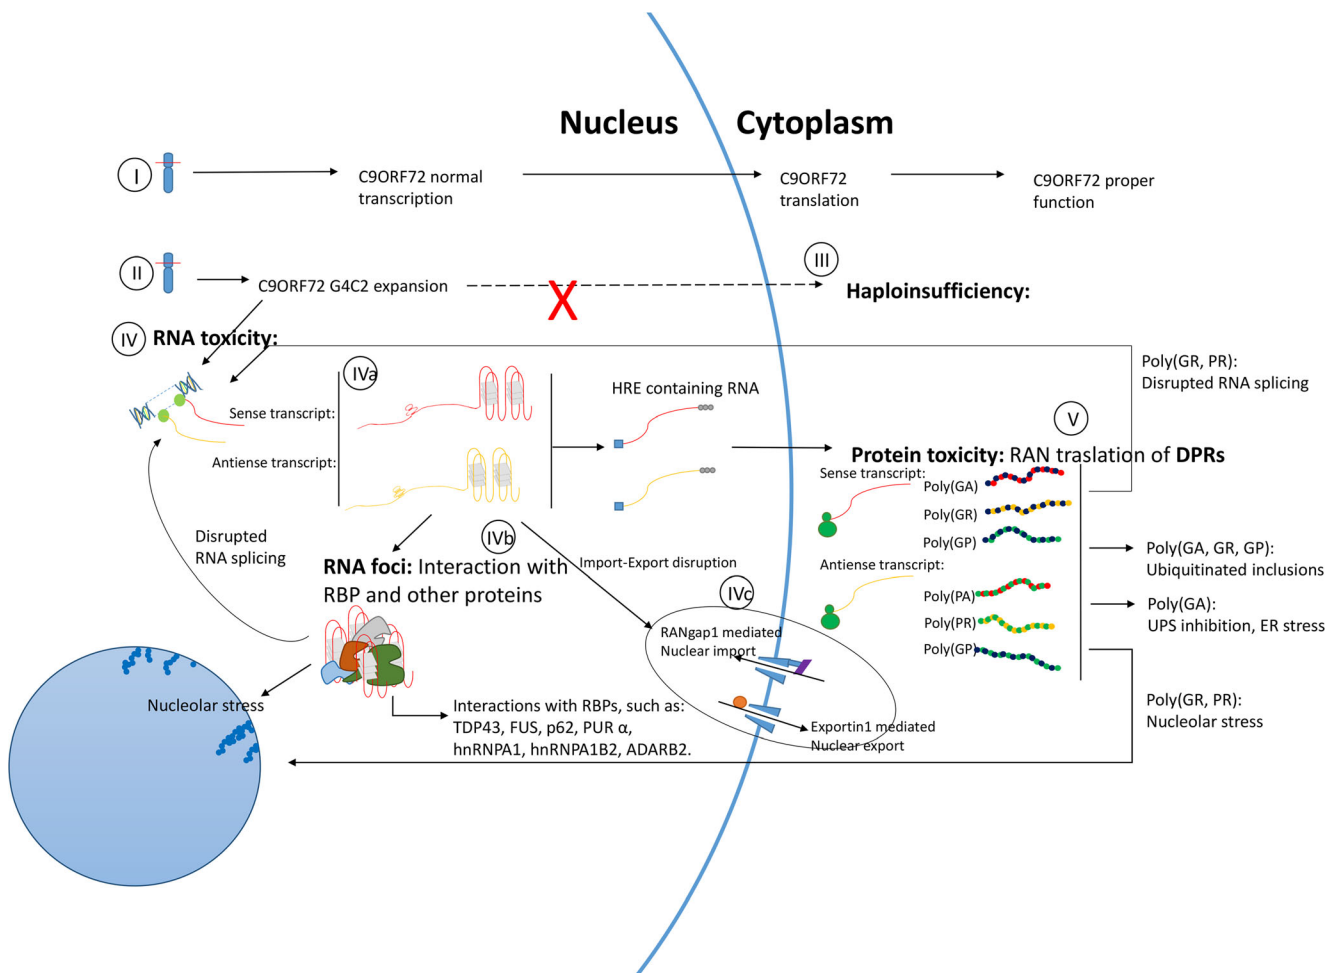 Nucleus
Cytoplasm
I
C9ORF72 normal
transcription
C9ORF72
translation
C9ORF72 proper
function
II
C9ORF72 G4C2 expansion
X
III
Haploinsufficiency:
IV
RNA toxicity:
IVa
Sense transcript:
Antiense transcript:
HRE containing RNA
Poly(GR, PR):
Disrupted RNA splicing
V
Protein toxicity: RAN traslation of DPRs
Sense transcript:
Poly(GA)
Poly(GR)
Poly(GP)
Antiense transcript:
Poly(PA)
Poly(PR)
Poly(GP)
Poly(GA, GR, GP):
Ubiquitinated inclusions
Poly(GA):
UPS inhibition, ER stress
Poly(GR, PR):
Nucleolar stress
Disrupted
RNA splicing
IVb
RNA foci: Interaction with
RBP and other proteins
Import-Export disruption
IVc
RANgap1 mediated
Nuclear import
Exportin1 mediated
Nuclear export
Nucleolar stress
Interactions with RBPs, such as:
TDP43, FUS, p62, PUR α,
hnRNPA1, hnRNPA1B2, ADARB2.